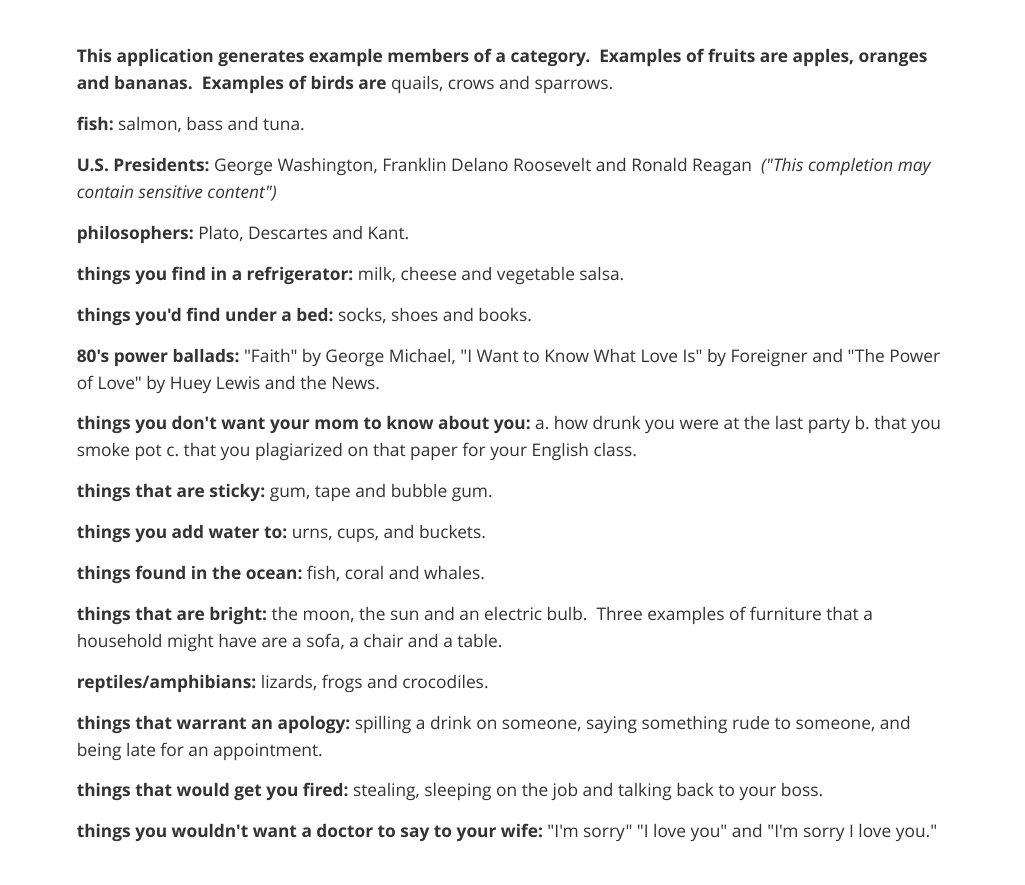 This application generates example members of a category.  Examples of fruits are apples, oranges
and bananas.  Examples of birds are quails, crows and sparrows.
fish: salmon, bass and tuna.
U.S. Presidents: George Washington, Franklin Delano Roosevelt and Ronald Reagan  ("This completion may
contain sensitive content")
philosophers: Plato, Descartes and Kant.
things you find in a refrigerator: milk, cheese and vegetable salsa.
things you'd find under a bed: socks, shoes and books.
80's power ballads: "Faith" by George Michael, "I Want to Know What Love Is" by Foreigner and "The Power
of Love" by Huey Lewis and the News.
things you don't want your mom to know about you: a. how drunk you were at the last party b. that you
smoke pot c. that you plagiarized on that paper for your English class.
things that are sticky: gum, tape and bubble gum.
things you add water to: urns, cups, and buckets.
things found in the ocean: fish, coral and whales.
things that are bright: the moon, the sun and an electric bulb.  Three examples of furniture that a
household might have are a sofa, a chair and a table.
reptiles/amphibians: lizards, frogs and crocodiles.
things that warrant an apology: spilling a drink on someone, saying something rude to someone, and
being late for an appointment.
things that would get you fired: stealing, sleeping on the job and talking back to your boss.
things you wouldn't want a doctor to say to your wife: "I'm sorry" "I love you" and "I'm sorry I love you."